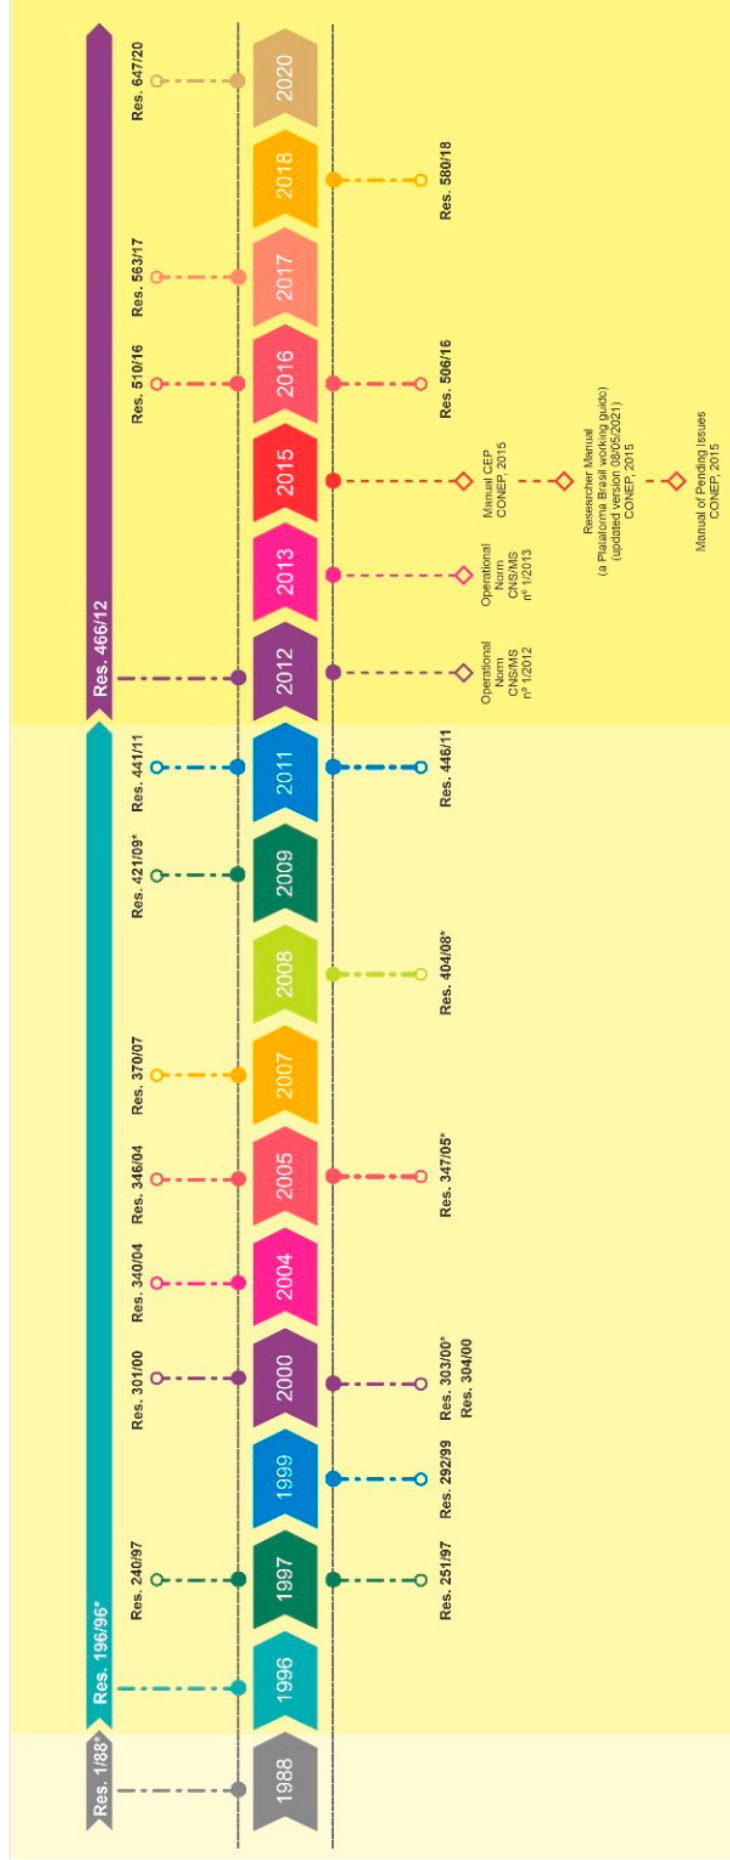 Res. 1/88*
Res. 196/96*
Res. 466/12
Res. 240/97
Res. 301/00
Res. 340/04
Res. 346/04
Res. 370/07
Res. 421/09*
Res. 441/11
Res. 510/16
Res. 563/17
Res. 647/20
1988
1996
1997
1999
2000
2004
2005
2007
2008
2009
2011
2012
2013
2015
2016
2017
2018
2020
Res. 251/97
Res. 292/99
Res. 303/00*
Res. 304/00
Res. 347/05*
Res. 404/08*
Res. 446/11
Operational
Norm
CNS/MS
nº 1/2012
Operational
Norm
CNS/MS
nº 1/2013
Manual CEP
CONEP, 2015
Researcher Manual
(a Plataforma Brasil working guido)
(updated version 08/05/2021)
CONEP, 2015
Manual of Pending Issues
CONEP, 2015
Res. 506/16
Res. 580/18